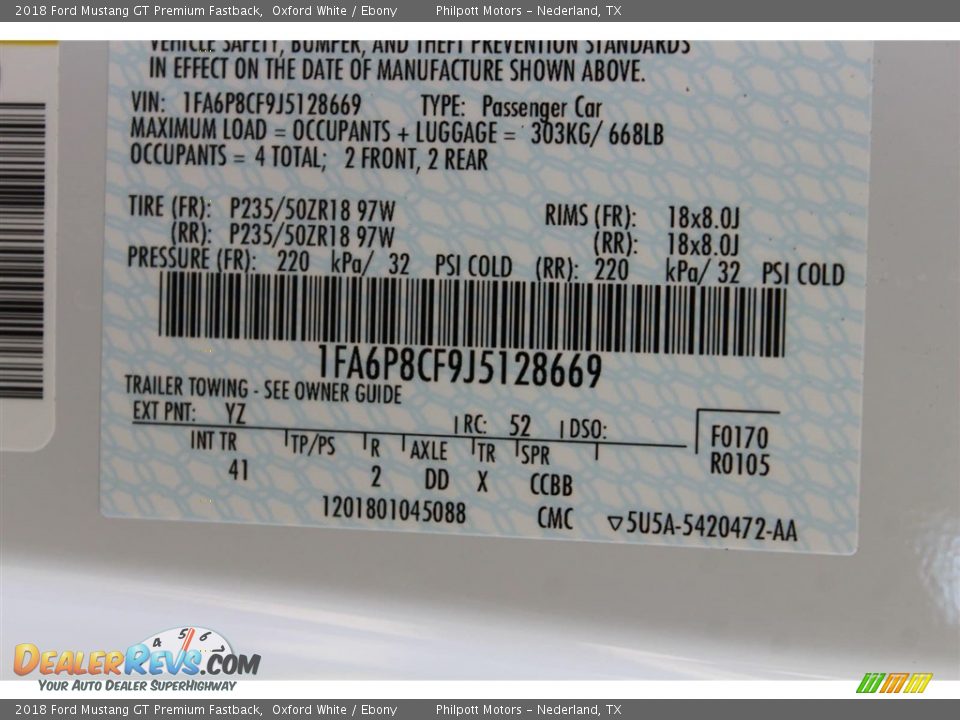 2018 Ford Mustang GT Premium Fastback, Oxford White / Ebony Philpott Motors - Nederland, TX
VEHICLE SAFETY, BUMPER, AND THEFT PREVENTION STANDARDS
IN EFFECT ON THE DATE OF MANUFACTURE SHOWN ABOVE.
VIN: 1FA6P8CF9J5128669 TYPE: Passenger Car
MAXIMUM LOAD = OCCUPANTS + LUGGAGE = 303KG/ 668LB
OCCUPANTS = 4 TOTAL; 2 FRONT, 2 REAR
TIRE (FR): P235/50ZR18 97W RIMS (FR): 18x8.0J
(RR): P235/50ZR18 97W (RR): 18x8.0J
PRESSURE (FR): 220 kPa/ 32 PSI COLD (RR): 220 kPa/ 32 PSI COLD
1FA6P8CF9J5128669
TRAILER TOWING - SEE OWNER GUIDE
EXT PNT: YZ RC: 52 DSO: F0170
INT TR TP/PS R AXLE TR SPR R0105
41 2 DD X CCBB
1201801045088 CMC ▽5U5A-5420472-AA
4 5 6 7
DEALERREVS.COM
YOUR AUTO DEALER SUPERHIGHWAY
2018 Ford Mustang GT Premium Fastback, Oxford White / Ebony Philpott Motors - Nederland, TX